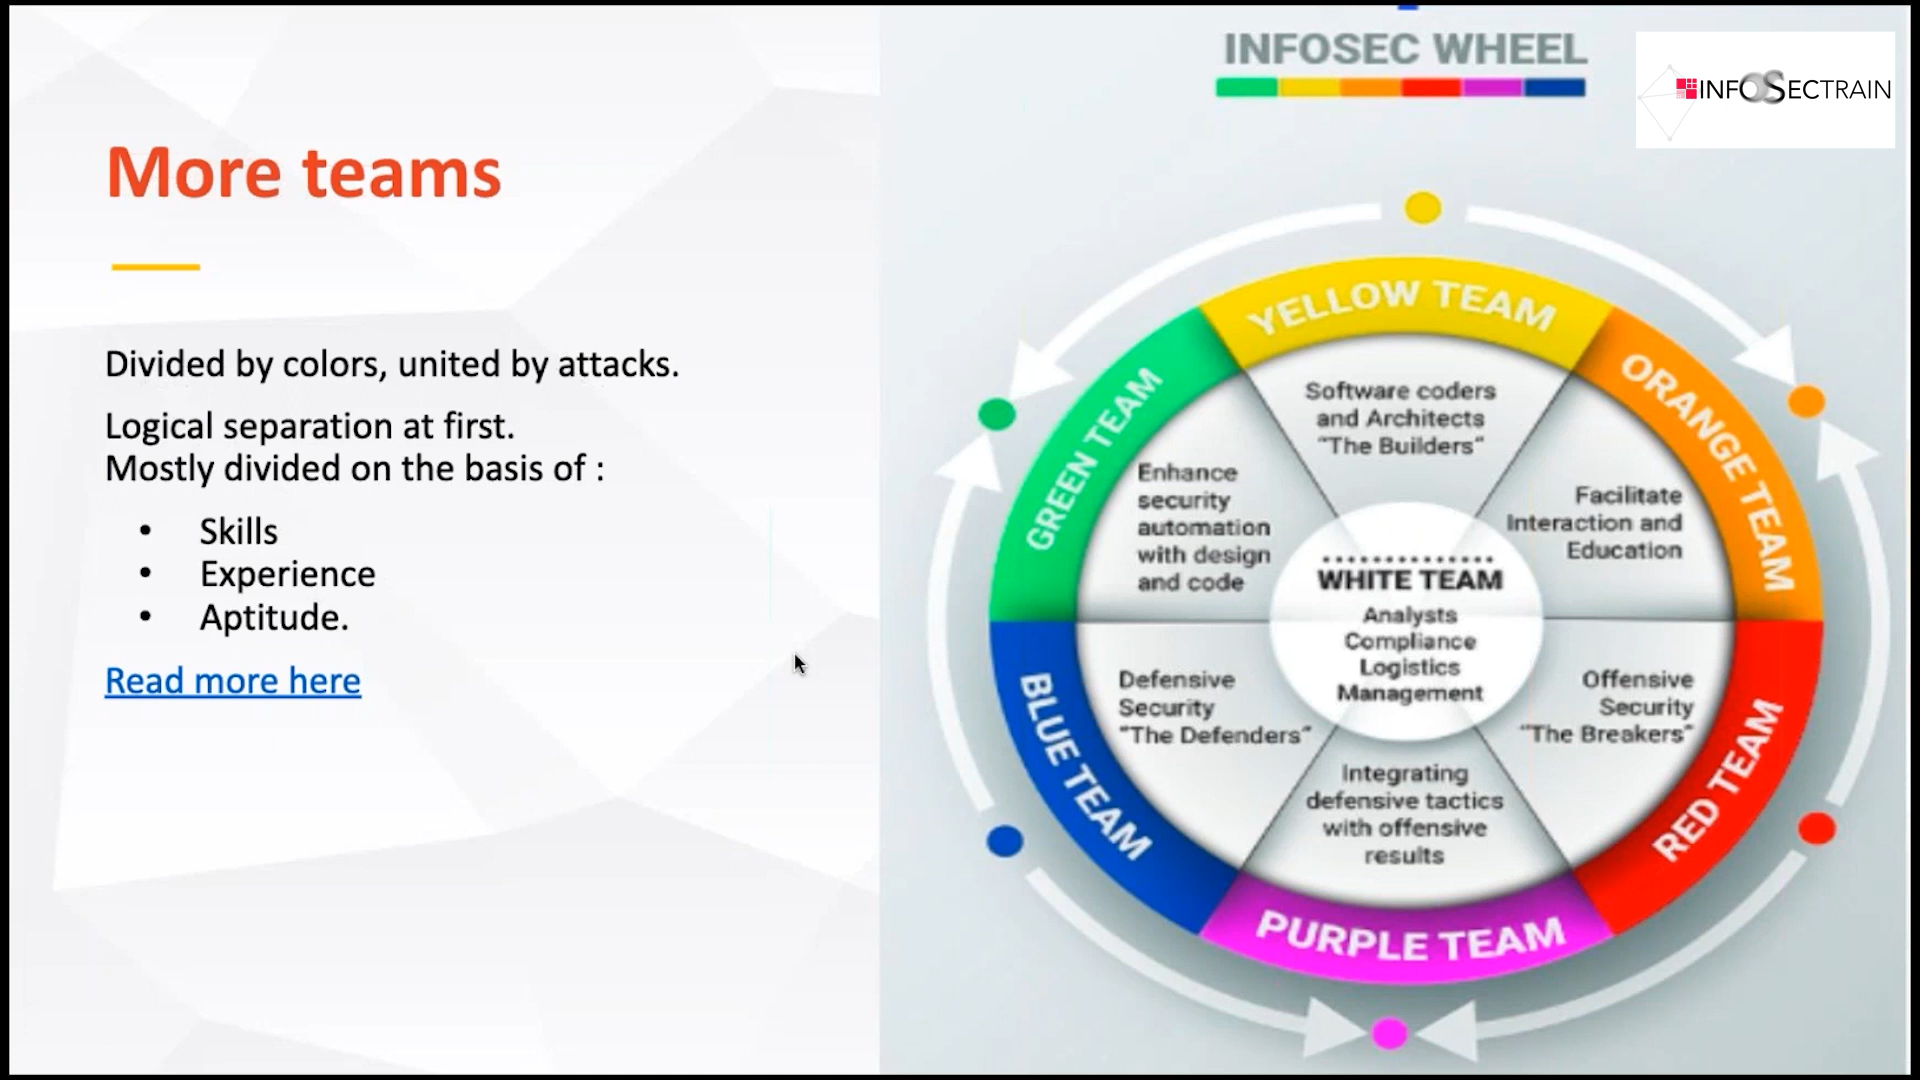 More teams
Divided by colors, united by attacks.
Logical separation at first.
Mostly divided on the basis of :
• Skills
• Experience
• Aptitude.
Read more here
INFOSEC WHEEL
INFOSECTRAIN
YELLOW TEAM
Software coders
and Architects
"The Builders"
ORANGE TEAM
Facilitate
Interaction and
Education
RED TEAM
Offensive
Security
"The Breakers"
PURPLE TEAM
Integrating
defensive tactics
with offensive
results
BLUE TEAM
Defensive
Security
"The Defenders"
GREEN TEAM
Enhance
security
automation
with design
and code
WHITE TEAM
Analysts
Compliance
Logistics
Management